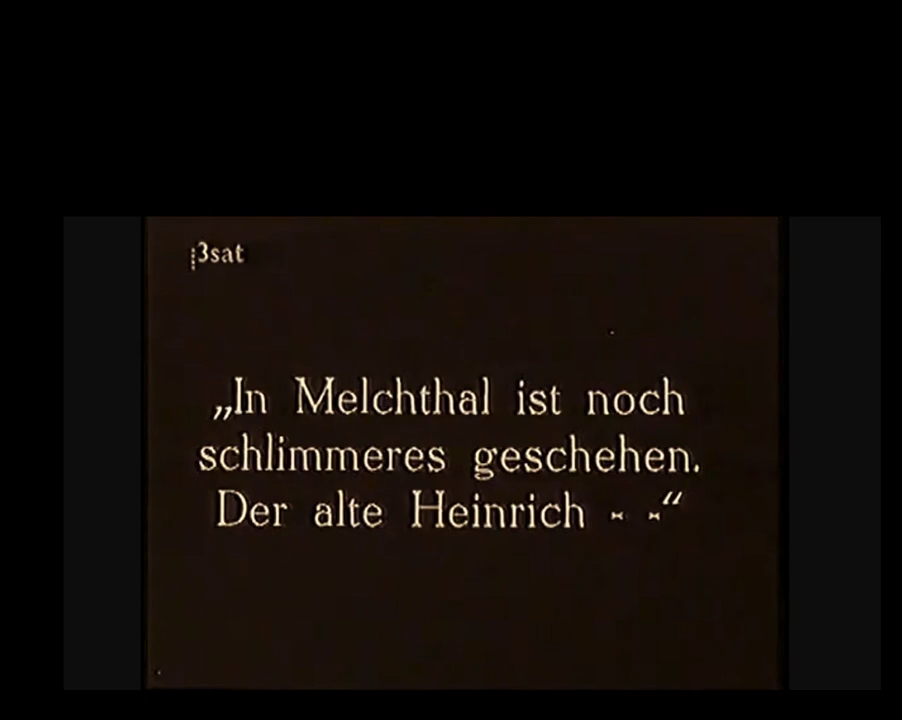 3sat
„In Melchthal ist noch
schlimmeres geschehen.
Der alte Heinrich - -“